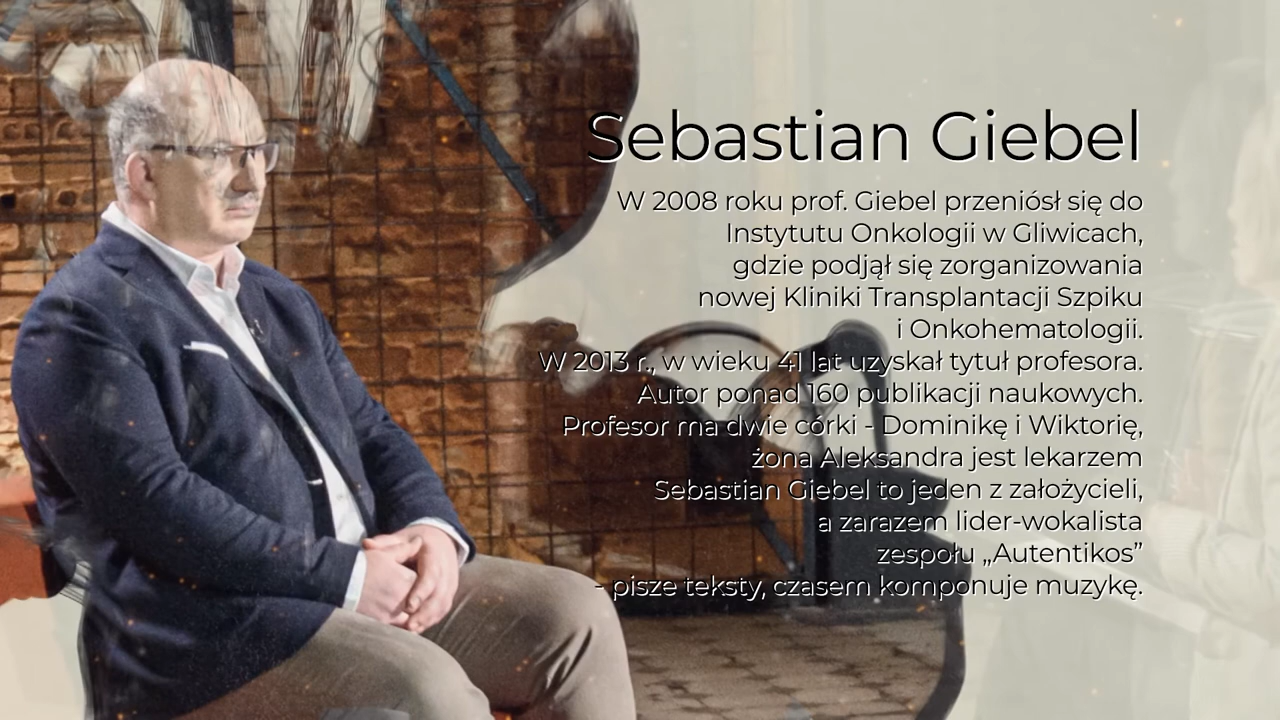 Sebastian Giebel
W 2008 roku prof. Giebel przeniósł się do
Instytutu Onkologii w Gliwicach,
gdzie podjął się zorganizowania
nowej Kliniki Transplantacji Szpiku
i Onkohematologii.
W 2013 r., w wieku 41 lat uzyskał tytuł profesora.
Autor ponad 160 publikacji naukowych.
Profesor ma dwie córki - Dominikę i Wiktorię,
żona Aleksandra jest lekarzem
Sebastian Giebel to jeden z założycieli,
a zarazem lider-wokalista
zespołu „Autentikos”
- pisze teksty, czasem komponuje muzykę.